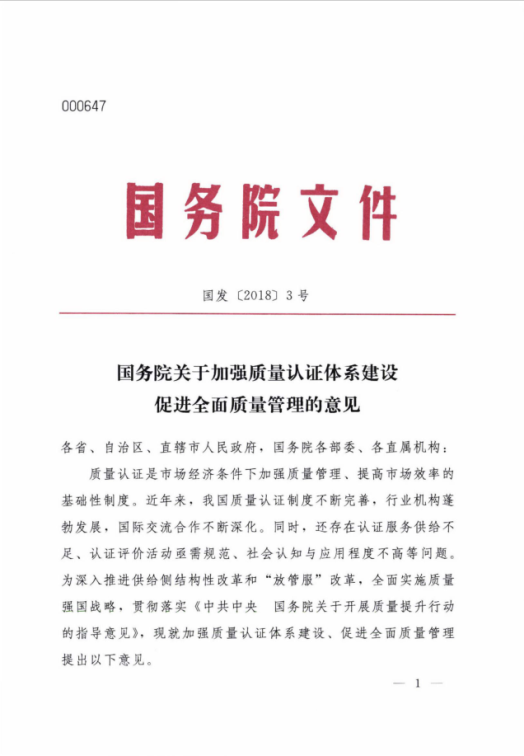 000647
国务院文件
国发〔2018〕3号
国务院关于加强质量认证体系建设
促进全面质量管理的意见
各省、自治区、直辖市人民政府，国务院各部委、各直属机构：
质量认证是市场经济条件下加强质量管理、提高市场效率的
基础性制度。近年来，我国质量认证制度不断完善，行业机构蓬
勃发展，国际交流合作不断深化。同时，还存在认证服务供给不
足、认证评价活动亟需规范、社会认知与应用程度不高等问题。
为深入推进供给侧结构性改革和“放管服”改革，全面实施质量
强国战略，贯彻落实《中共中央　国务院关于开展质量提升行动
的指导意见》，现就加强质量认证体系建设、促进全面质量管理
提出以下意见。
— 1 —